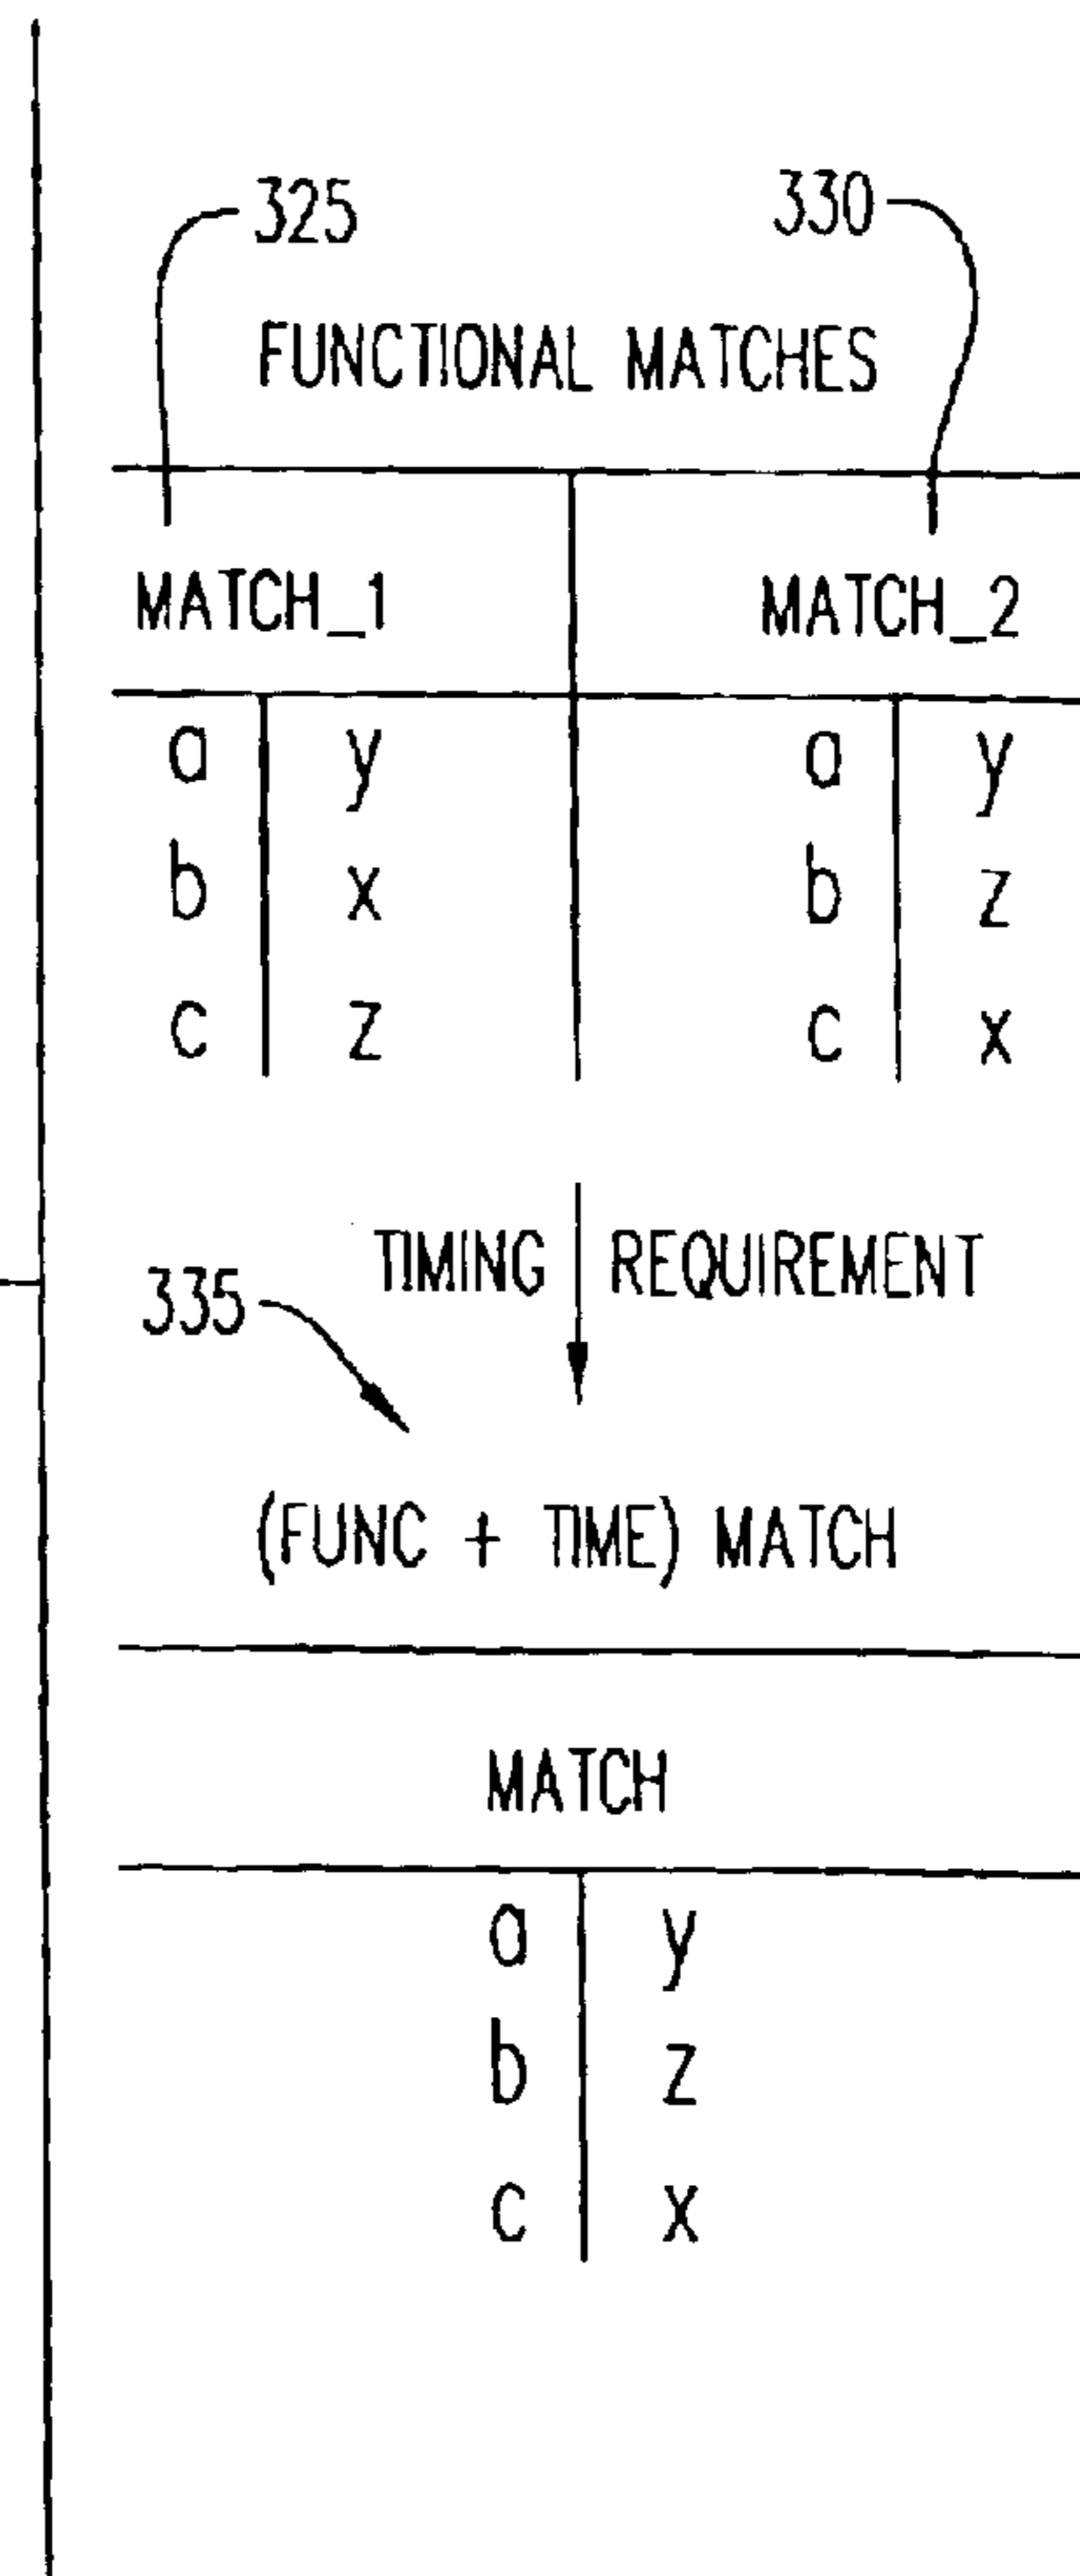 325 330
FUNCTIONAL MATCHES
MATCH_1 MATCH_2
a y a y
b x b z
c z c x
TIMING REQUIREMENT
335
(FUNC + TIME) MATCH
MATCH
a y
b z
c x